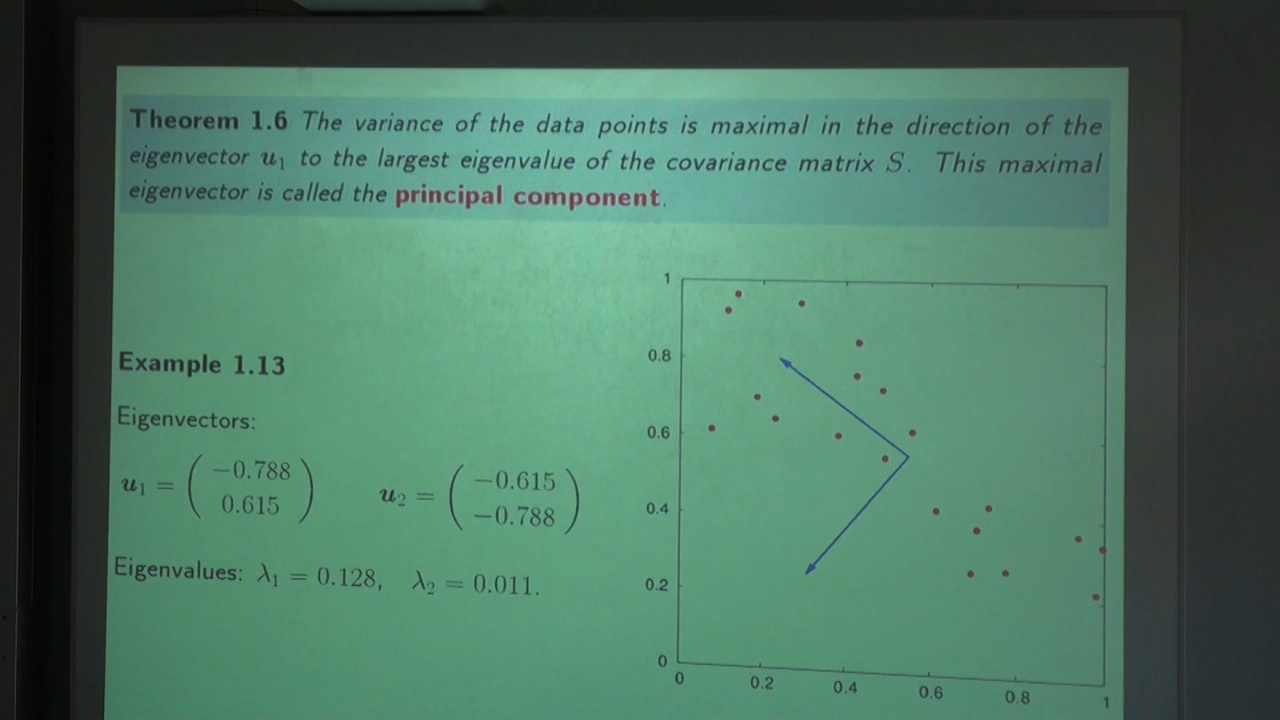 Theorem 1.6 The variance of the data points is maximal in the direction of the
eigenvector u₁ to the largest eigenvalue of the covariance matrix S. This maximal
eigenvector is called the principal component.
Example 1.13
Eigenvectors:
u₁ = ( −0.788 0.615 ) u₂ = ( −0.615 −0.788 )
Eigenvalues: λ₁ = 0.128, λ₂ = 0.011.
1
0.8
0.6
0.4
0.2
0
0 0.2 0.4 0.6 0.8 1